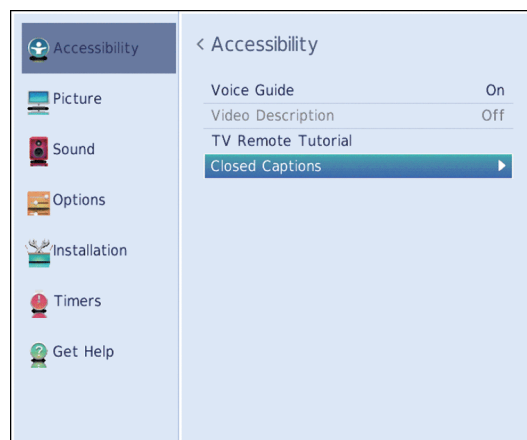 Accessibility
Picture
Sound
Options
Installation
Timers
Get Help
< Accessibility
Voice Guide On
Video Description Off
TV Remote Tutorial
Closed Captions